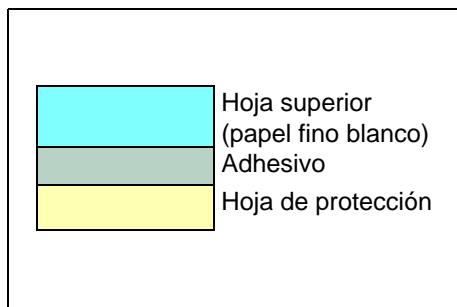 Hoja superior
(papel fino blanco)
Adhesivo
Hoja de protección